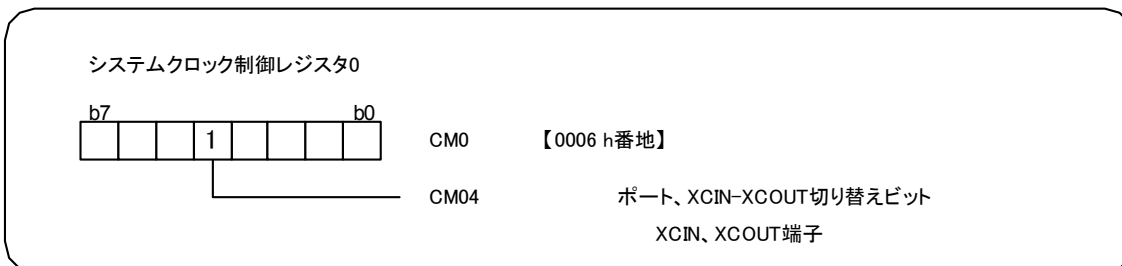 システムクロック制御レジスタ0
b7 b0
1 CM0 【0006 h番地】
CM04 ポート、XCIN-XCOUT切り替えビット
XCIN、XCOUT端子